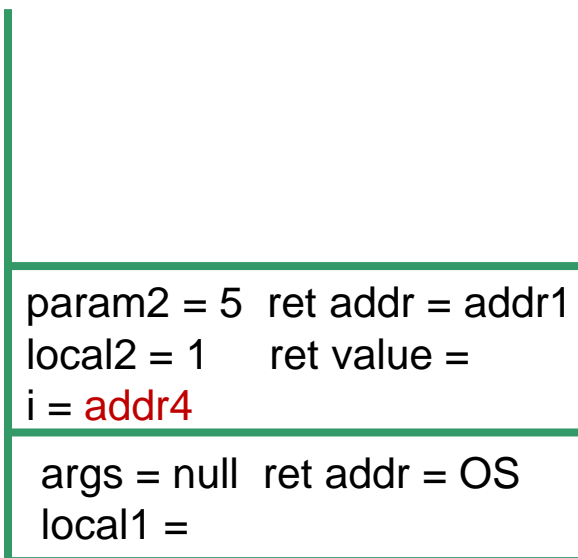 param2 = 5 ret addr = addr1
local2 = 1 ret value =
i = addr4
args = null ret addr = OS
local1 =